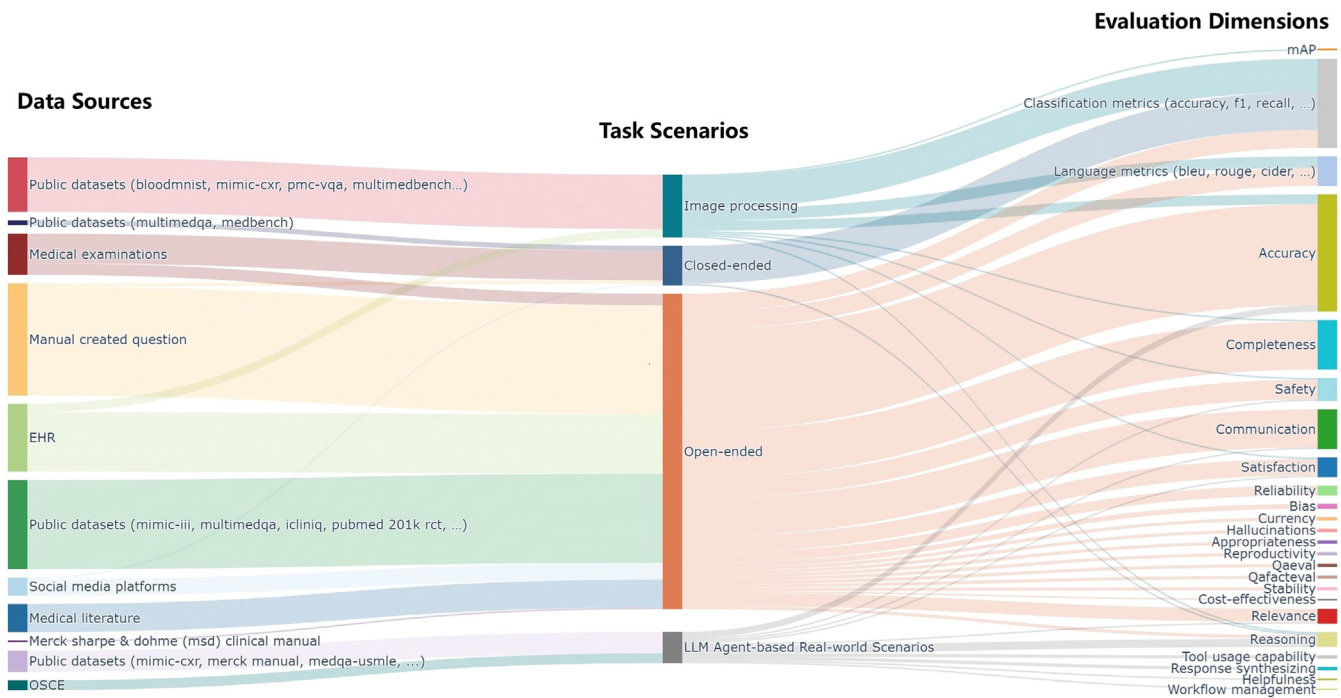 Evaluation Dimensions
Data Sources
Task Scenarios
Public datasets (bloodmnist, mimic-cxr, pmc-vqa, multimedbench...)
Public datasets (multimedqa, medbench)
Medical examinations
Manual created question
EHR
Public datasets (mimic-iii, multimedqa, icliniq, pubmed 201k rct, ...)
Social media platforms
Medical literature
Merck sharpe & dohme (msd) clinical manual
Public datasets (mimic-cxr, merck manual, medqa-usmle, ...)
OSCE
Image processing
Closed-ended
Open-ended
LLM Agent-based Real-world Scenarios
mAP
Classification metrics (accuracy, f1, recall, ...)
Language metrics (bleu, rouge, cider, ...)
Accuracy
Completeness
Safety
Communication
Satisfaction
Reliability
Bias
Currency
Hallucinations
Appropriateness
Reproductivity
Qaeval
Qafacteval
Stability
Cost-effectiveness
Relevance
Reasoning
Tool usage capability
Response synthesizing
Helpfulness
Workflow management